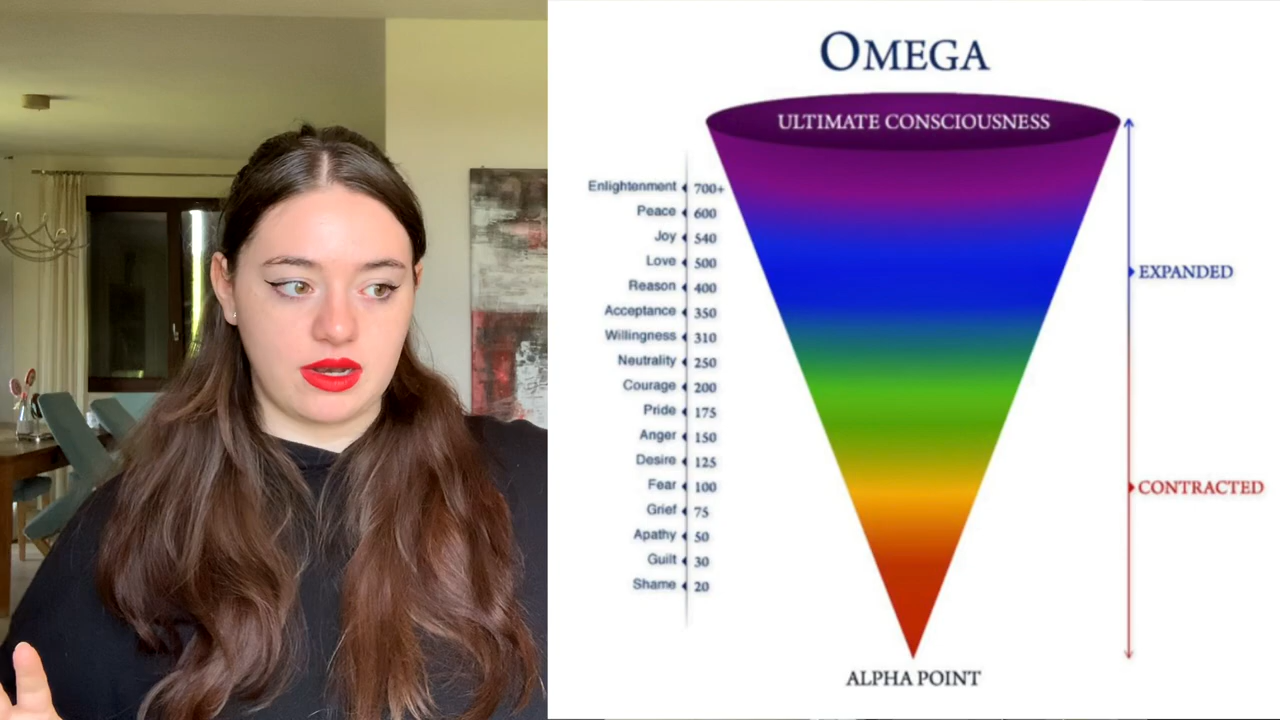 OMEGA
ULTIMATE CONSCIOUSNESS
Enlightenment 700+
Peace 600
Joy 540
Love 500
Reason 400
Acceptance 350
Willingness 310
Neutrality 250
Courage 200
Pride 175
Anger 150
Desire 125
Fear 100
Grief 75
Apathy 50
Guilt 30
Shame 20
EXPANDED
CONTRACTED
ALPHA POINT